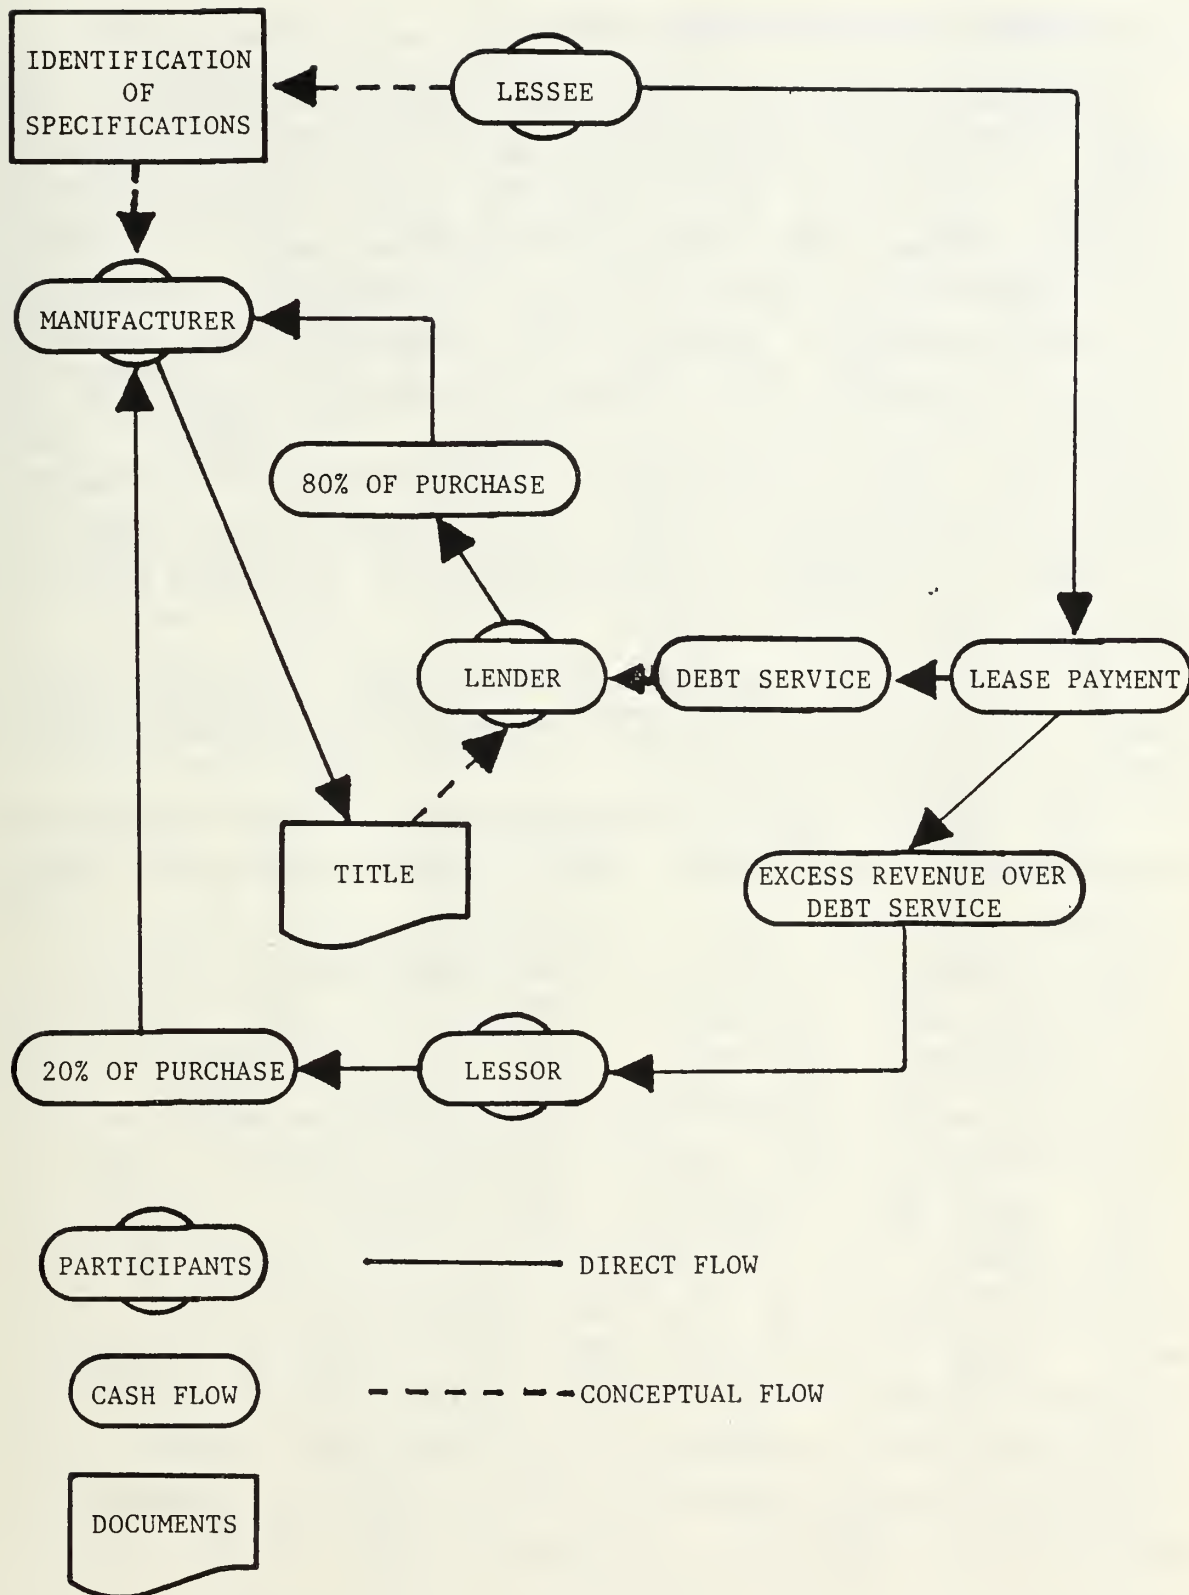 IDENTIFICATION
OF
SPECIFICATIONS
LESSEE
MANUFACTURER
80% OF PURCHASE
LENDER
DEBT SERVICE
LEASE PAYMENT
TITLE
EXCESS REVENUE OVER
DEBT SERVICE
20% OF PURCHASE
LESSOR
PARTICIPANTS
DIRECT FLOW
CASH FLOW
CONCEPTUAL FLOW
DOCUMENTS